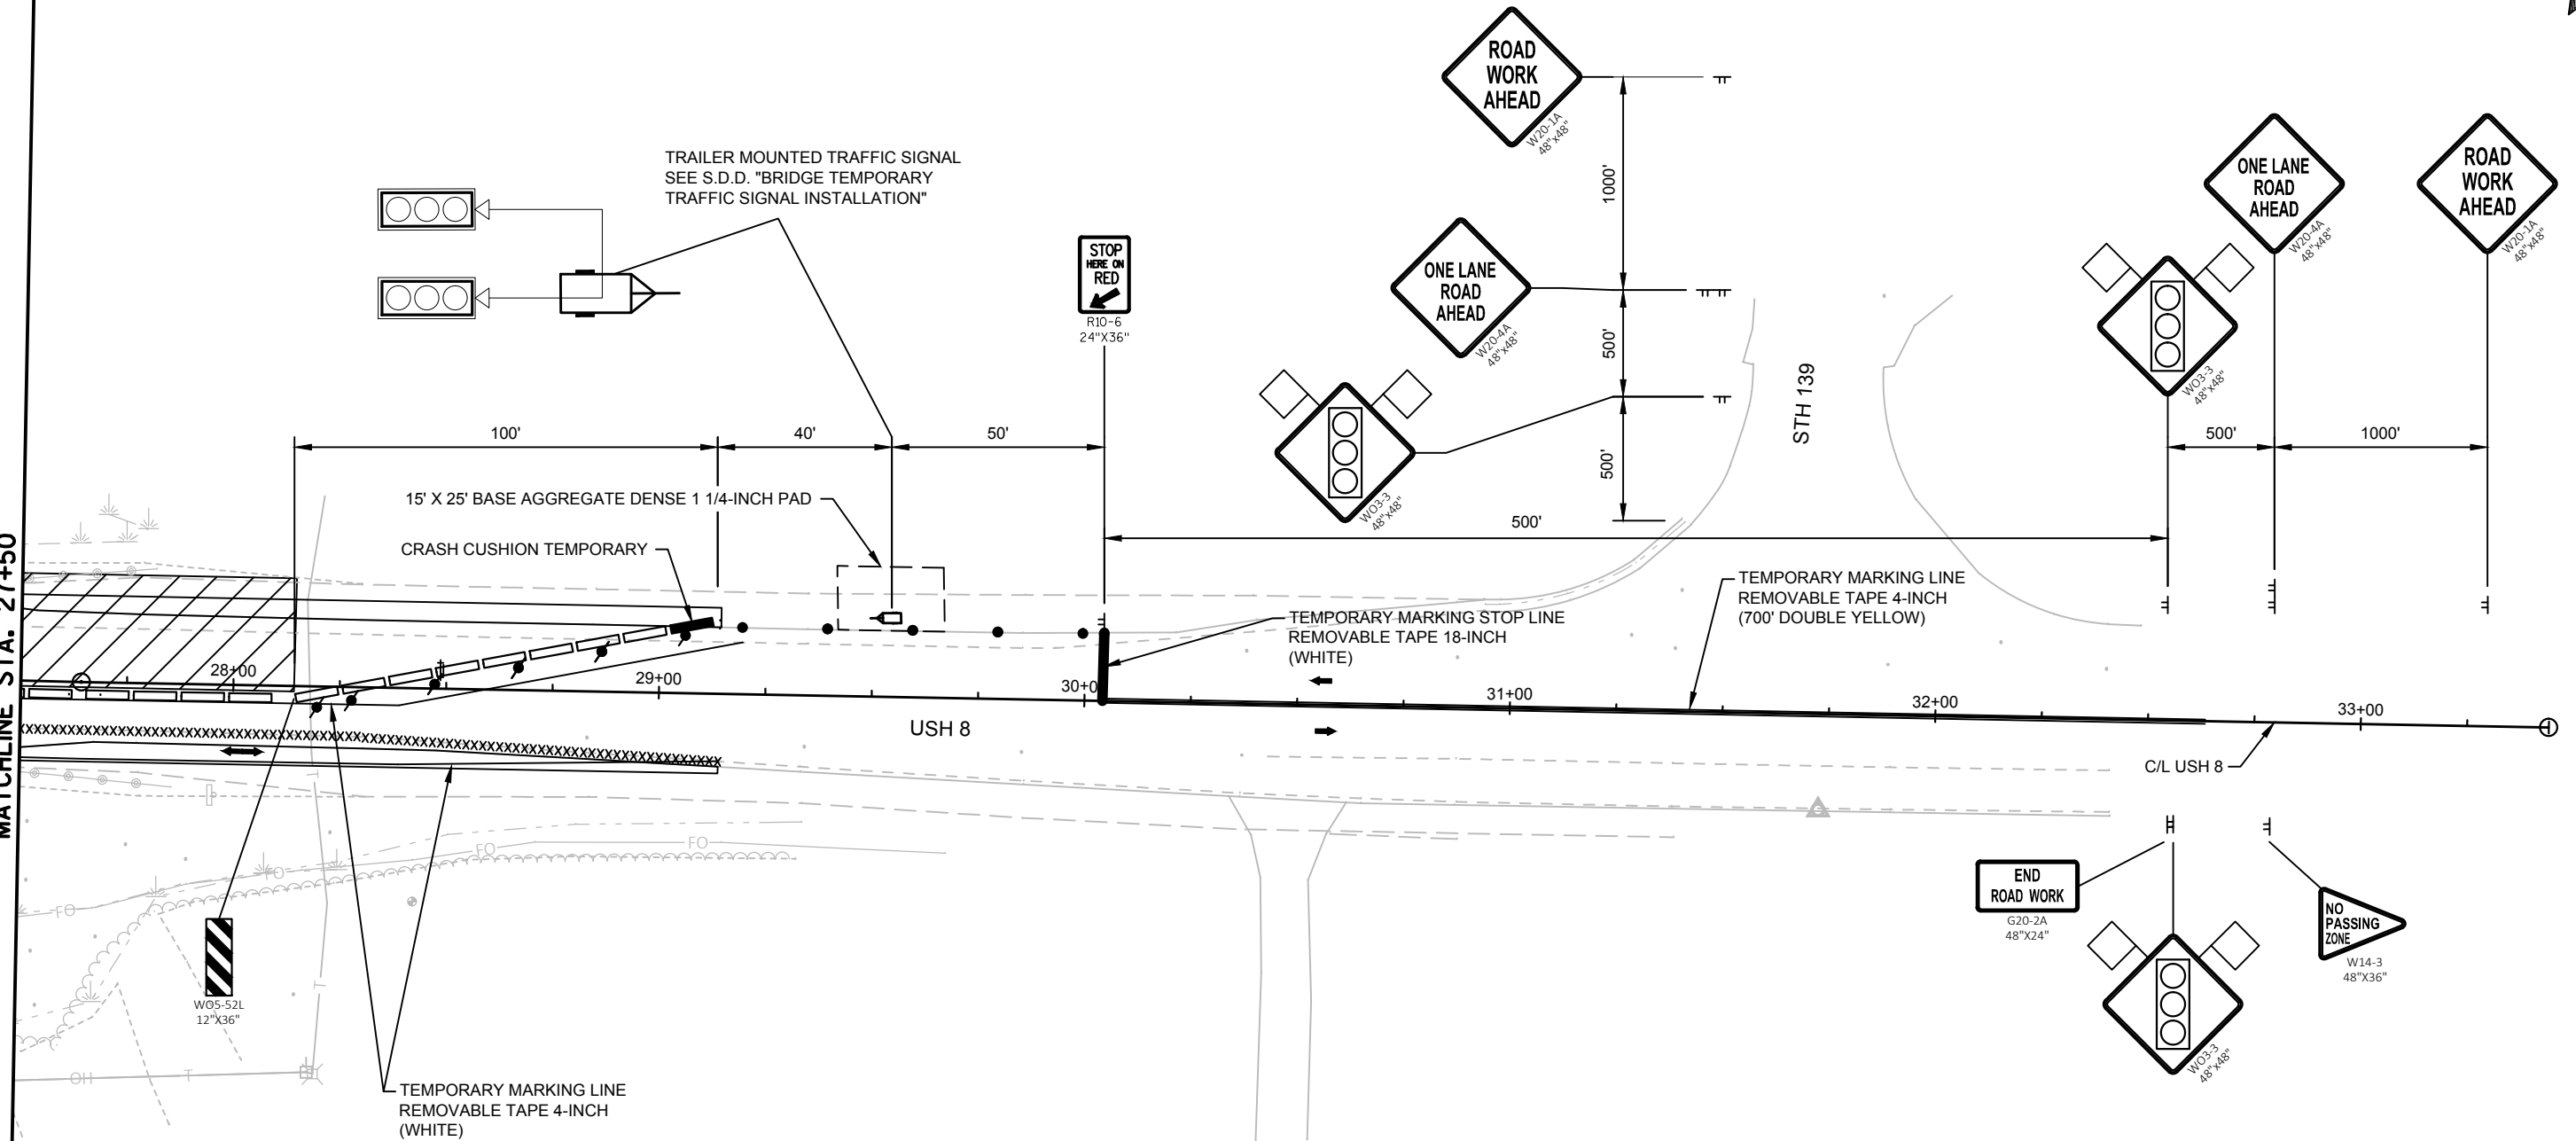 MATCHLINE STA. 27+50
TRAILER MOUNTED TRAFFIC SIGNAL
SEE S.D.D. "BRIDGE TEMPORARY
TRAFFIC SIGNAL INSTALLATION"
STOP
HERE ON
RED
R10-6
24"X36"
ROAD
WORK
AHEAD
W20-1A
48"x48"
1000'
ONE LANE
ROAD
AHEAD
W20-4A
48"x48"
500'
WO3-3
48"x48"
500'
STH 139
WO3-3
48"x48"
ONE LANE
ROAD
AHEAD
W20-4A
48"x48"
ROAD
WORK
AHEAD
W20-1A
48"x48"
500'
1000'
100'
40'
50'
500'
15' X 25' BASE AGGREGATE DENSE 1 1/4-INCH PAD
CRASH CUSHION TEMPORARY
TEMPORARY MARKING STOP LINE
REMOVABLE TAPE 18-INCH
(WHITE)
TEMPORARY MARKING LINE
REMOVABLE TAPE 4-INCH
(700' DOUBLE YELLOW)
28+00
29+00
30+00
31+00
32+00
33+00
USH 8
C/L USH 8
XXXXXXXXXXXXXXXXXXXXXXXXXXXXXXXXXXXXXXXX
FO
FO
FO
FO
OH
T
T
T
WO5-52L
12"X36"
TEMPORARY MARKING LINE
REMOVABLE TAPE 4-INCH
(WHITE)
END
ROAD WORK
G20-2A
48"X24"
WO3-3
48"x48"
NO
PASSING
ZONE
W14-3
48"X36"